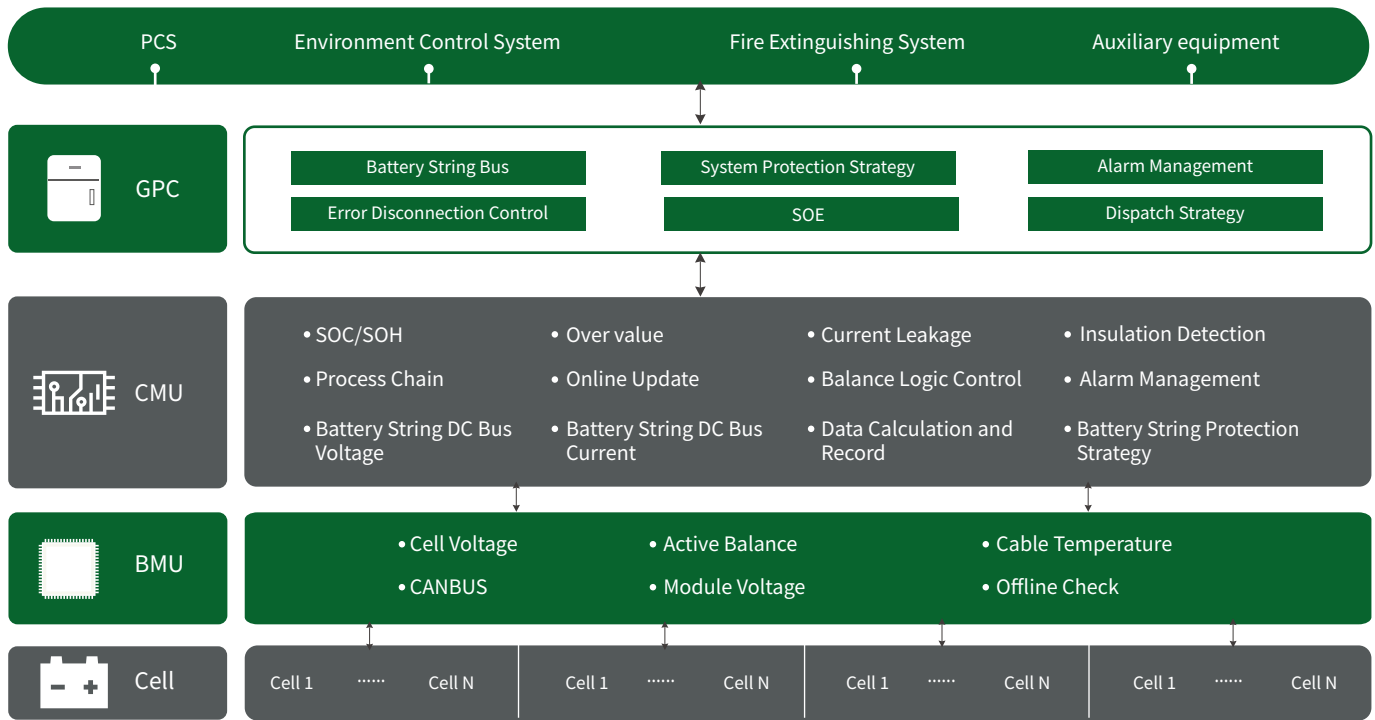 PCS
Environment Control System
Fire Extinguishing System
Auxiliary equipment
GPC
Battery String Bus
System Protection Strategy
Alarm Management
Error Disconnection Control
SOE
Dispatch Strategy
CMU
• SOC/SOH
• Over value
• Current Leakage
• Insulation Detection
• Process Chain
• Online Update
• Balance Logic Control
• Alarm Management
• Battery String DC Bus
Voltage
• Battery String DC Bus
Current
• Data Calculation and
Record
• Battery String Protection
Strategy
BMU
• Cell Voltage
• Active Balance
• Cable Temperature
• CANBUS
• Module Voltage
• Offline Check
Cell
Cell 1 ...... Cell N
Cell 1 ...... Cell N
Cell 1 ...... Cell N
Cell 1 ...... Cell N